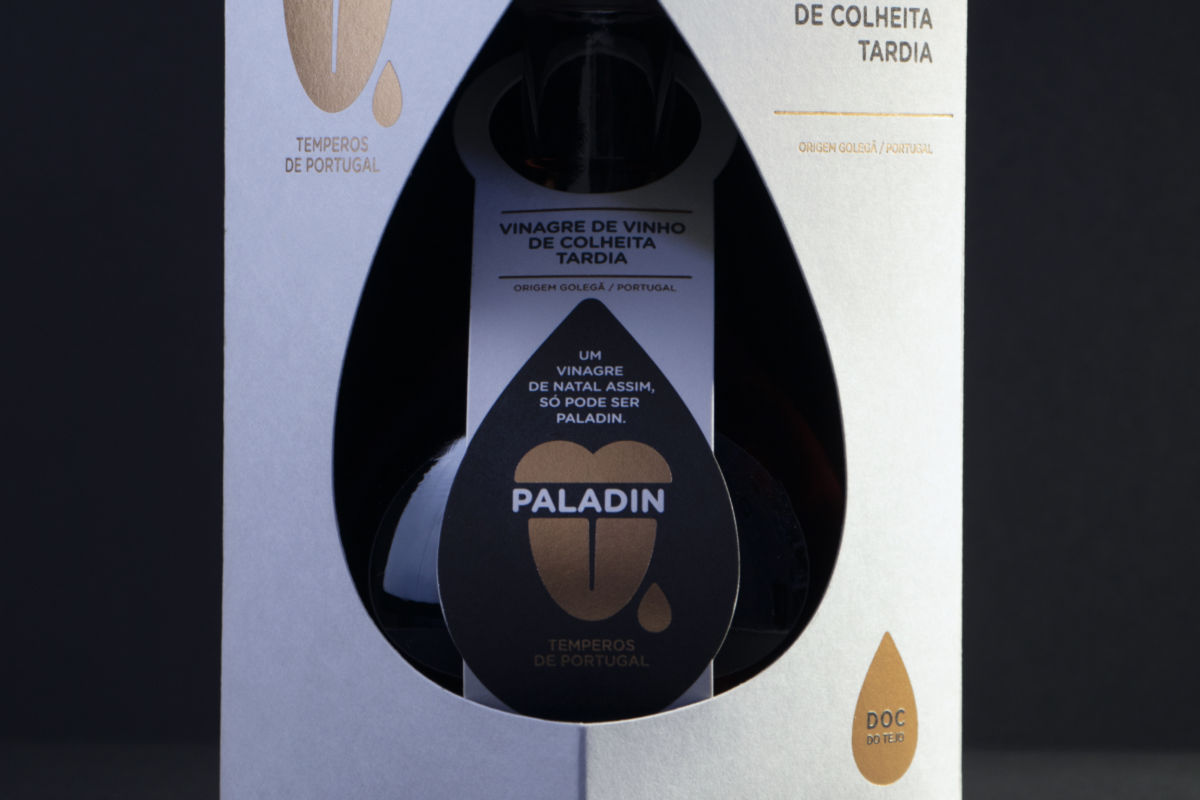 TEMPEROS
DE PORTUGAL
DE COLHEITA
TARDIA
ORIGEM GOLEGÃ / PORTUGAL
VINAGRE DE VINHO
DE COLHEITA
TARDIA
ORIGEM GOLEGÃ / PORTUGAL
UM
VINAGRE
DE NATAL ASSIM,
SÓ PODE SER
PALADIN.
PALADIN
TEMPEROS
DE PORTUGAL
DOC
DO TEJO